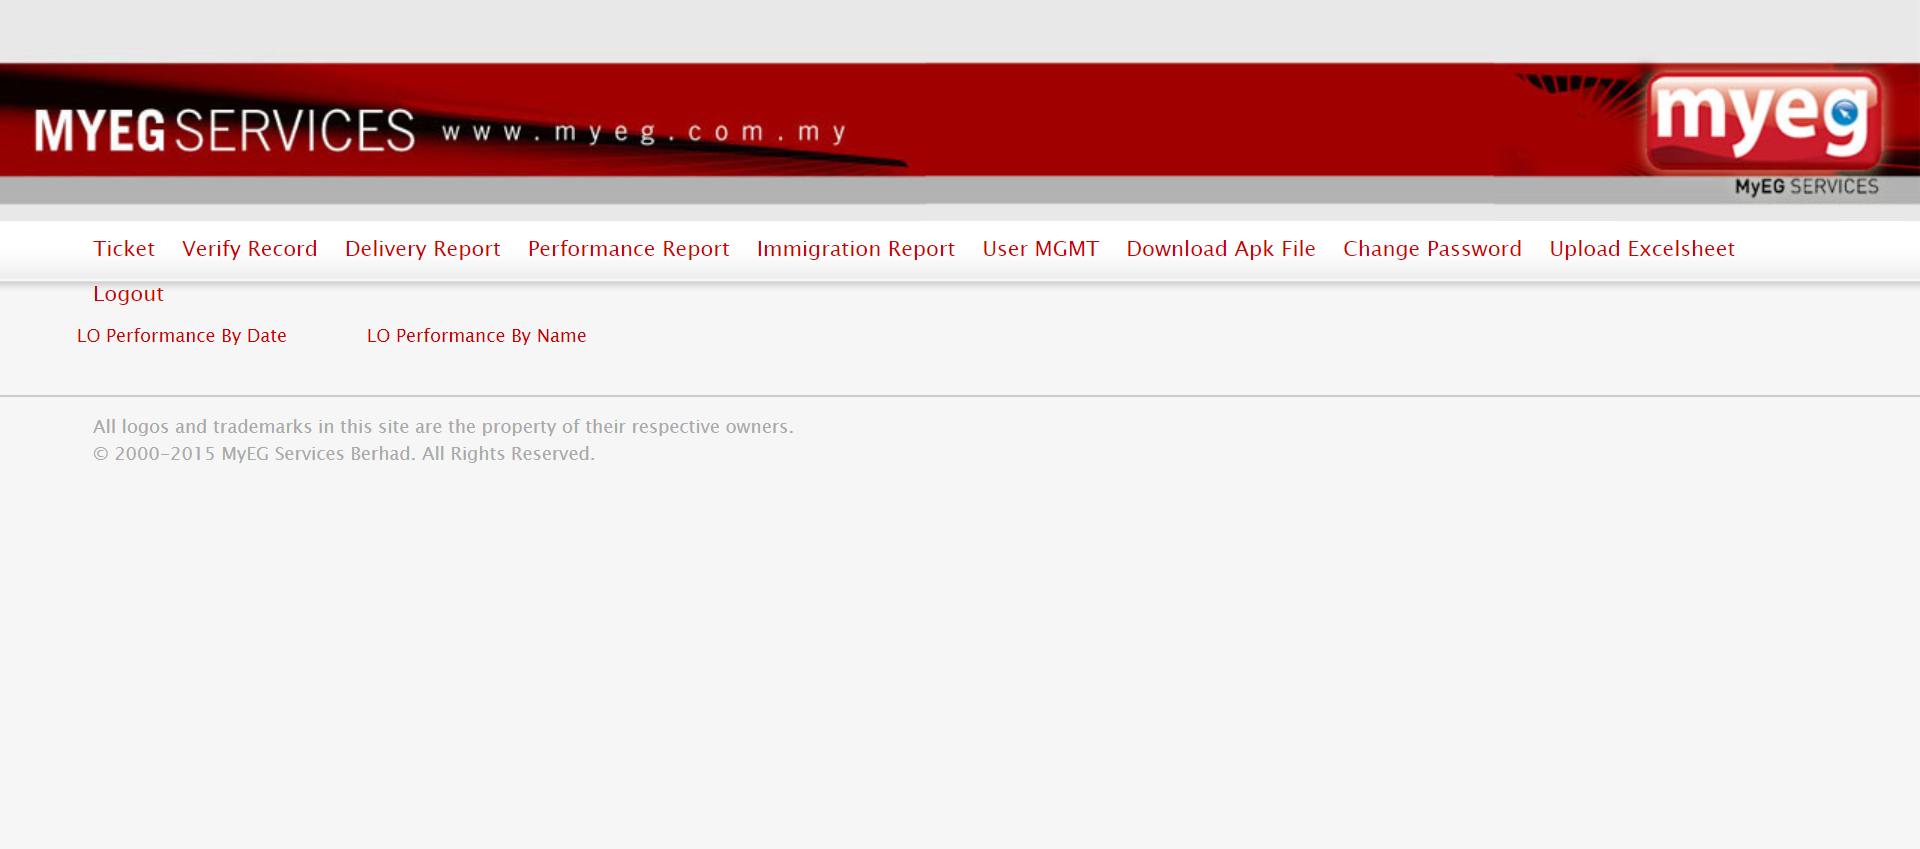 MYEG SERVICES www.myeg.com.my
myeg
MyEG SERVICES
Ticket Verify Record Delivery Report Performance Report Immigration Report User MGMT Download Apk File Change Password Upload Excelsheet
Logout
LO Performance By Date LO Performance By Name
All logos and trademarks in this site are the property of their respective owners.
© 2000-2015 MyEG Services Berhad. All Rights Reserved.